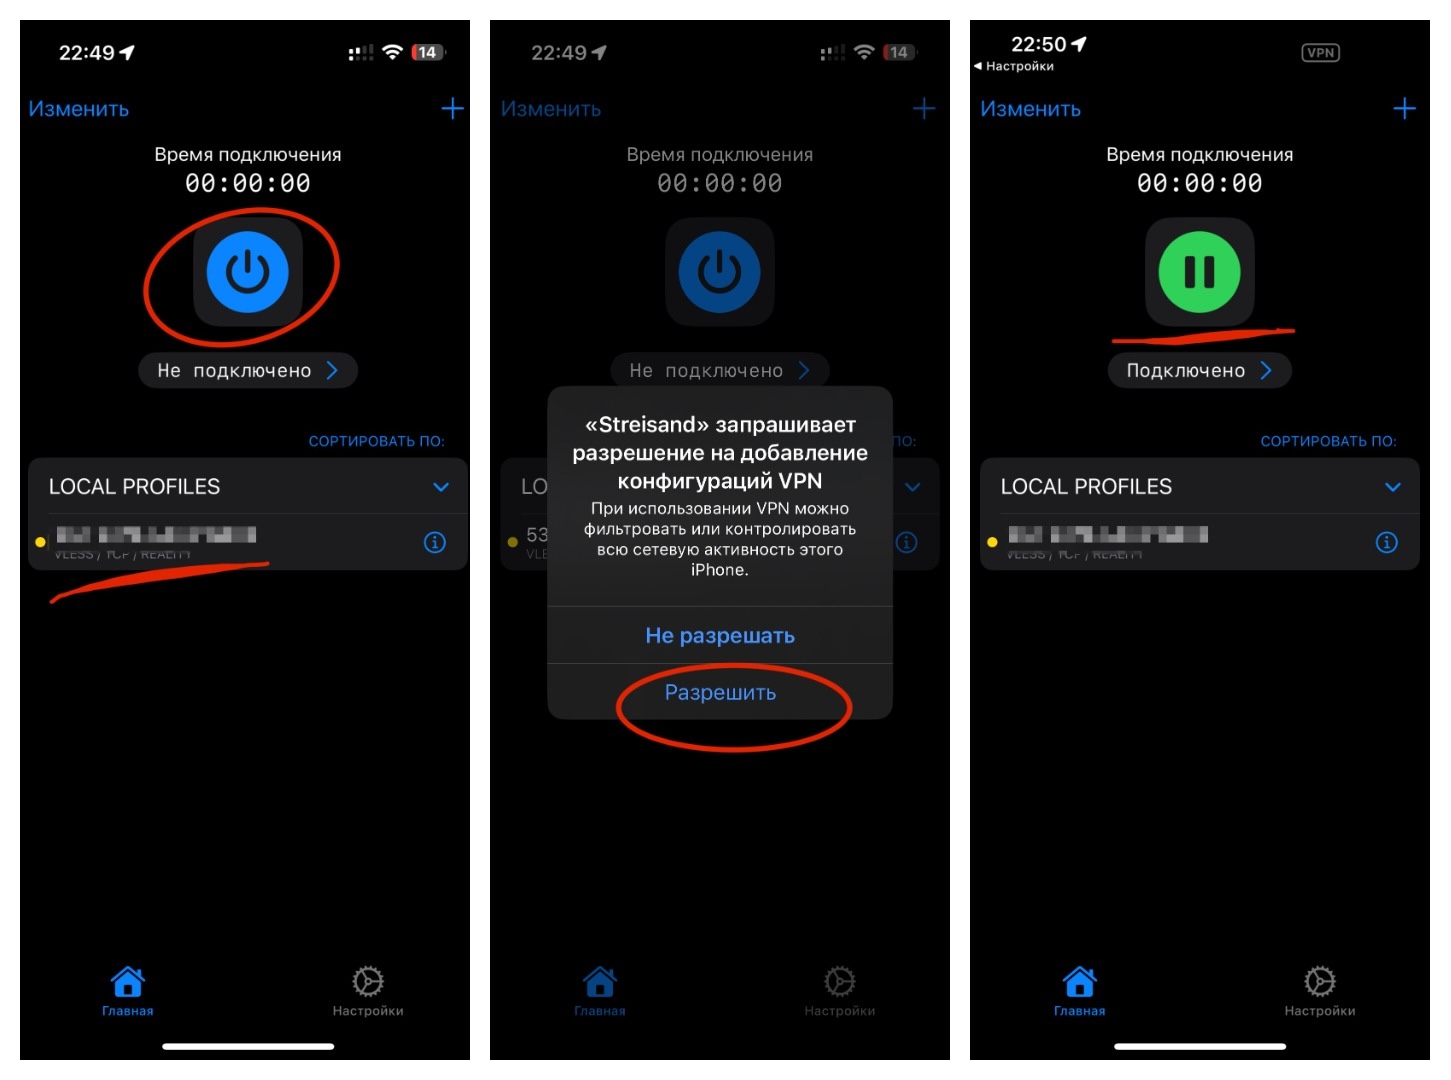 22:49
14
Изменить
Время подключения
00:00:00
Не подключено
СОРТИРОВАТЬ ПО:
LOCAL PROFILES
VLESS / TCP / REALITY
Главная
Настройки
22:49
14
Изменить
Время подключения
00:00:00
Не подключено
ПО:
«Streisand» запрашивает
разрешение на добавление
конфигураций VPN
При использовании VPN можно
фильтровать или контролировать
всю сетевую активность этого
iPhone.
LO
53
VLE
Не разрешать
Разрешить
Главная
Настройки
22:50
VPN
Настройки
Изменить
Время подключения
00:00:00
Подключено
СОРТИРОВАТЬ ПО:
LOCAL PROFILES
VLESS / TCP / REALITY
Главная
Настройки